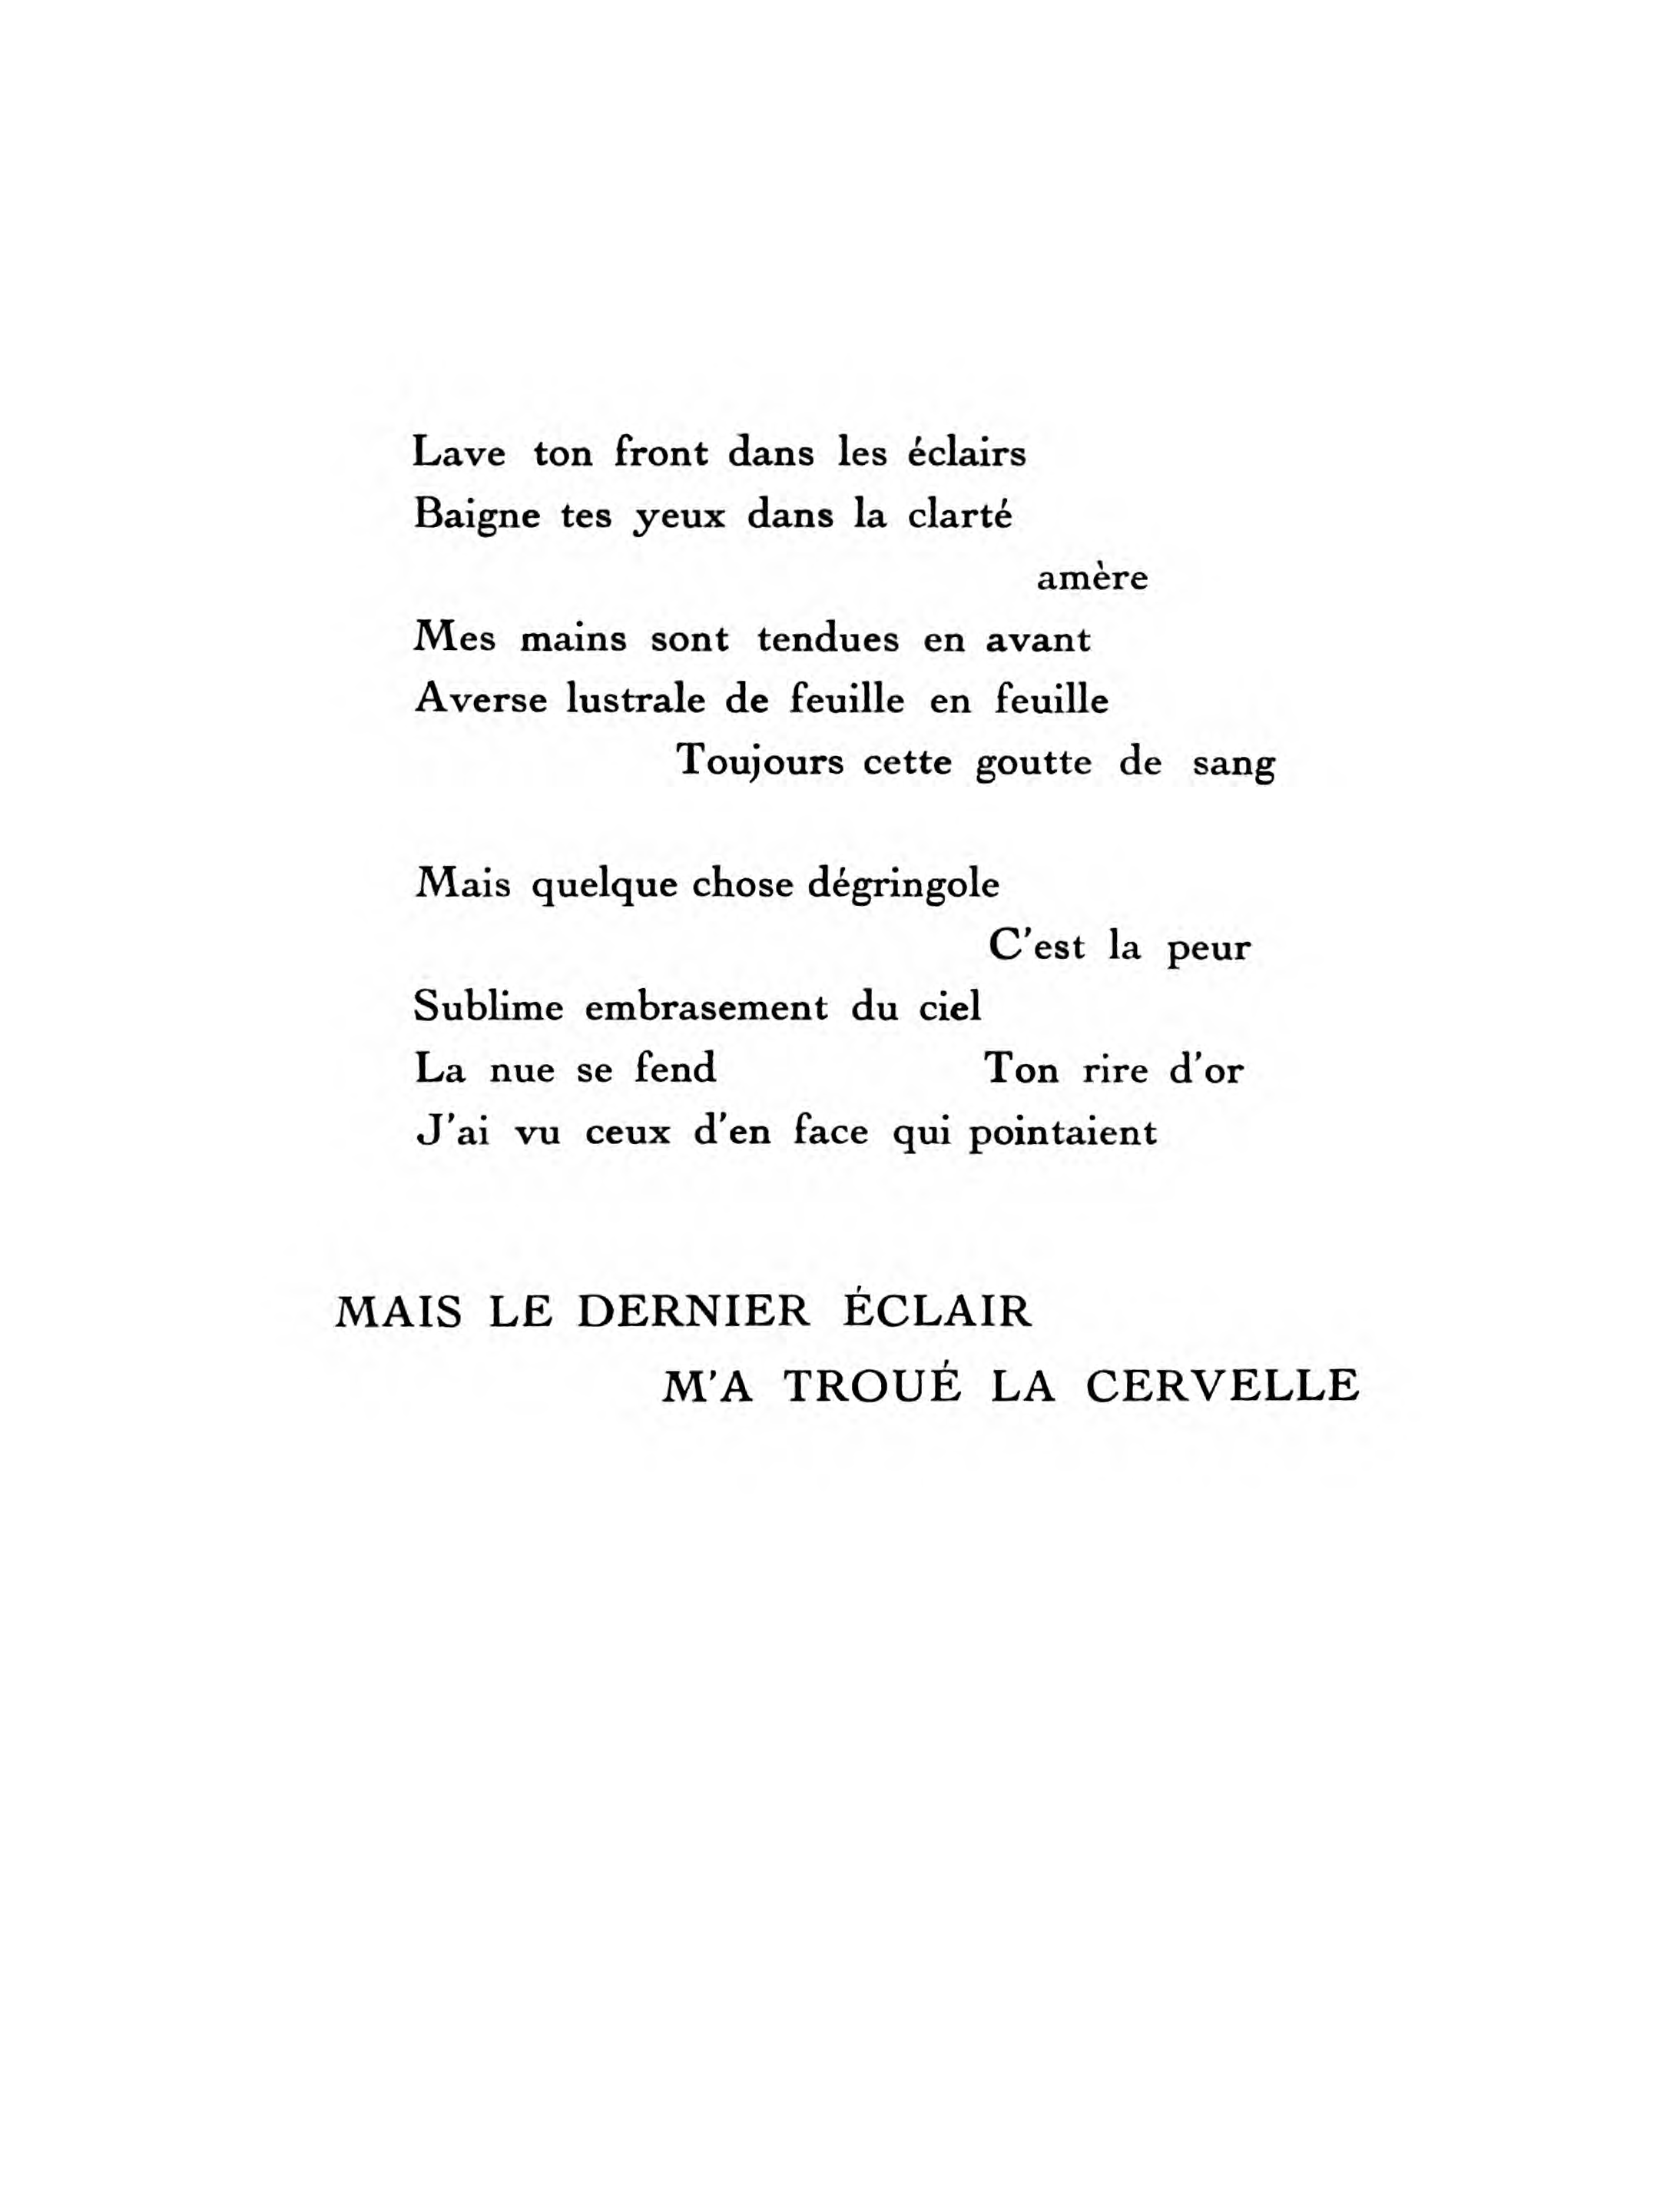 Lave ton front dans les éclairs
Baigne tes yeux dans la clarté
amère
Mes mains sont tendues en avant
Averse lustrale de feuille en feuille
Toujours cette goutte de sang
Mais quelque chose dégringole
C'est la peur
Sublime embrasement du ciel
La nue se fend Ton rire d'or
J'ai vu ceux d'en face qui pointaient
MAIS LE DERNIER ÉCLAIR
M'A TROUÉ LA CERVELLE